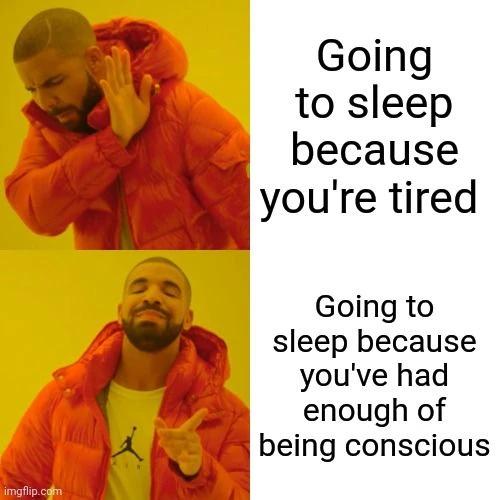 Going
to sleep
because
you're tired
Going to
sleep because
you've had
enough of
being conscious
AIR
imgflip.com